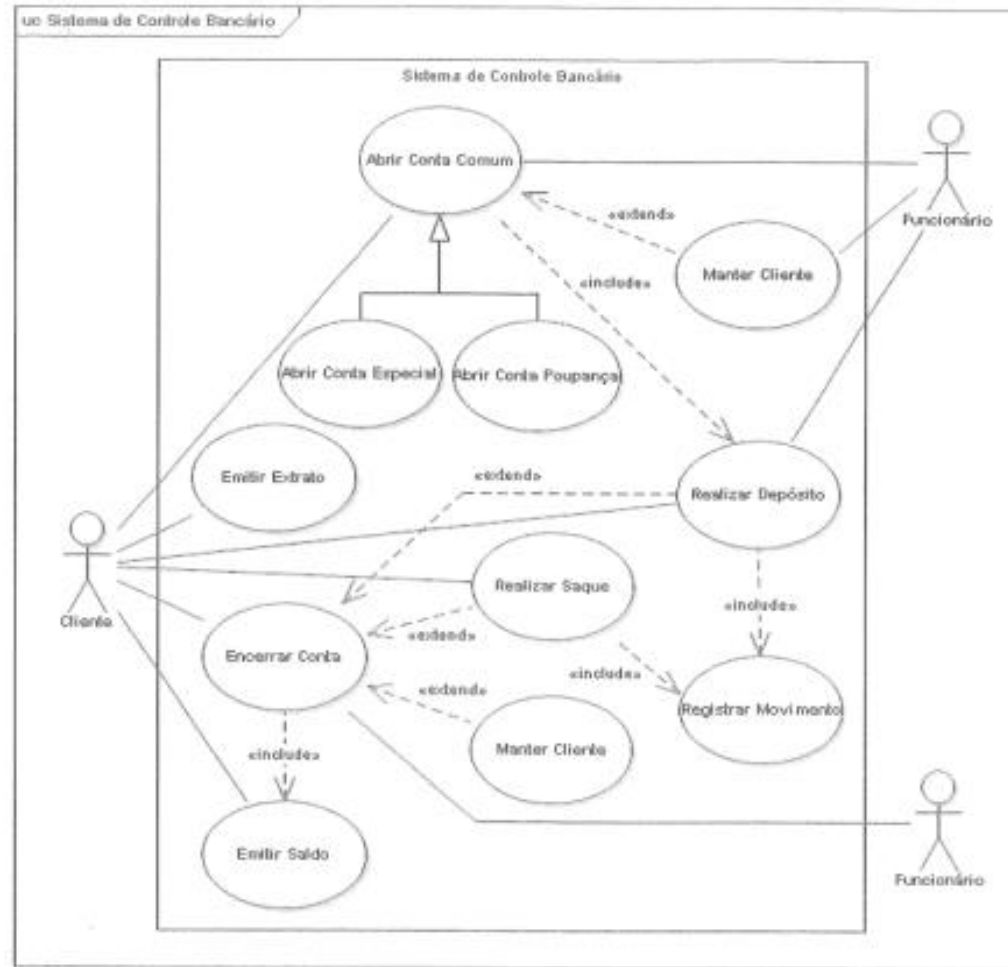 uc Sistema de Controle Bancário
Sistema de Controle Bancário
Abrir Conta Comum
Funcionário
«extend»
Manter Cliente
«include»
Abrir Conta Especial
Abrir Conta Poupança
Emitir Extrato
«extend»
Realizar Depósito
Cliente
Realizar Saque
«include»
«extend»
Encerrar Conta
«include»
«extend»
Registrar Movimento
Manter Cliente
«include»
Emitir Saldo
Funcionário